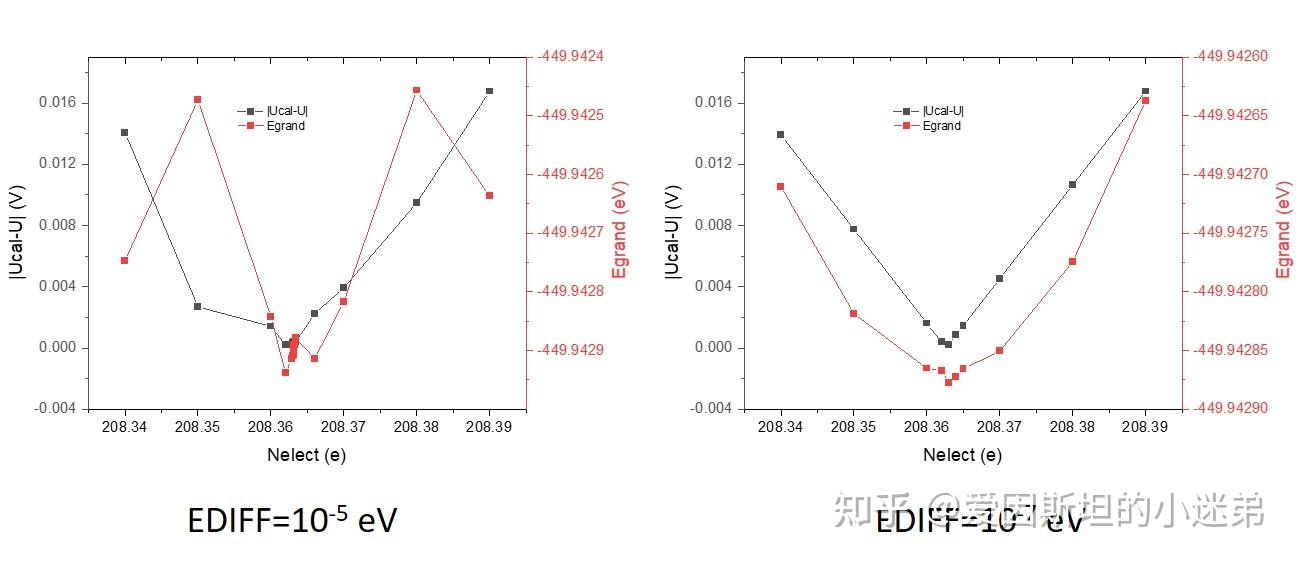 |Ucal-U|
Egrand
0.016
0.012
0.008
0.004
0.000
-0.004
|Ucal-U| (V)
-449.9424
-449.9425
-449.9426
-449.9427
-449.9428
-449.9429
Egrand (eV)
208.34 208.35 208.36 208.37 208.38 208.39
Nelect (e)
EDIFF=10-5 eV
|Ucal-U|
Egrand
0.016
0.012
0.008
0.004
0.000
-0.004
|Ucal-U| (V)
-449.94260
-449.94265
-449.94270
-449.94275
-449.94280
-449.94285
-449.94290
Egrand (eV)
208.34 208.35 208.36 208.37 208.38 208.39
Nelect (e)
EDIFF=10-7 eV
知乎 @爱因斯坦的小迷弟